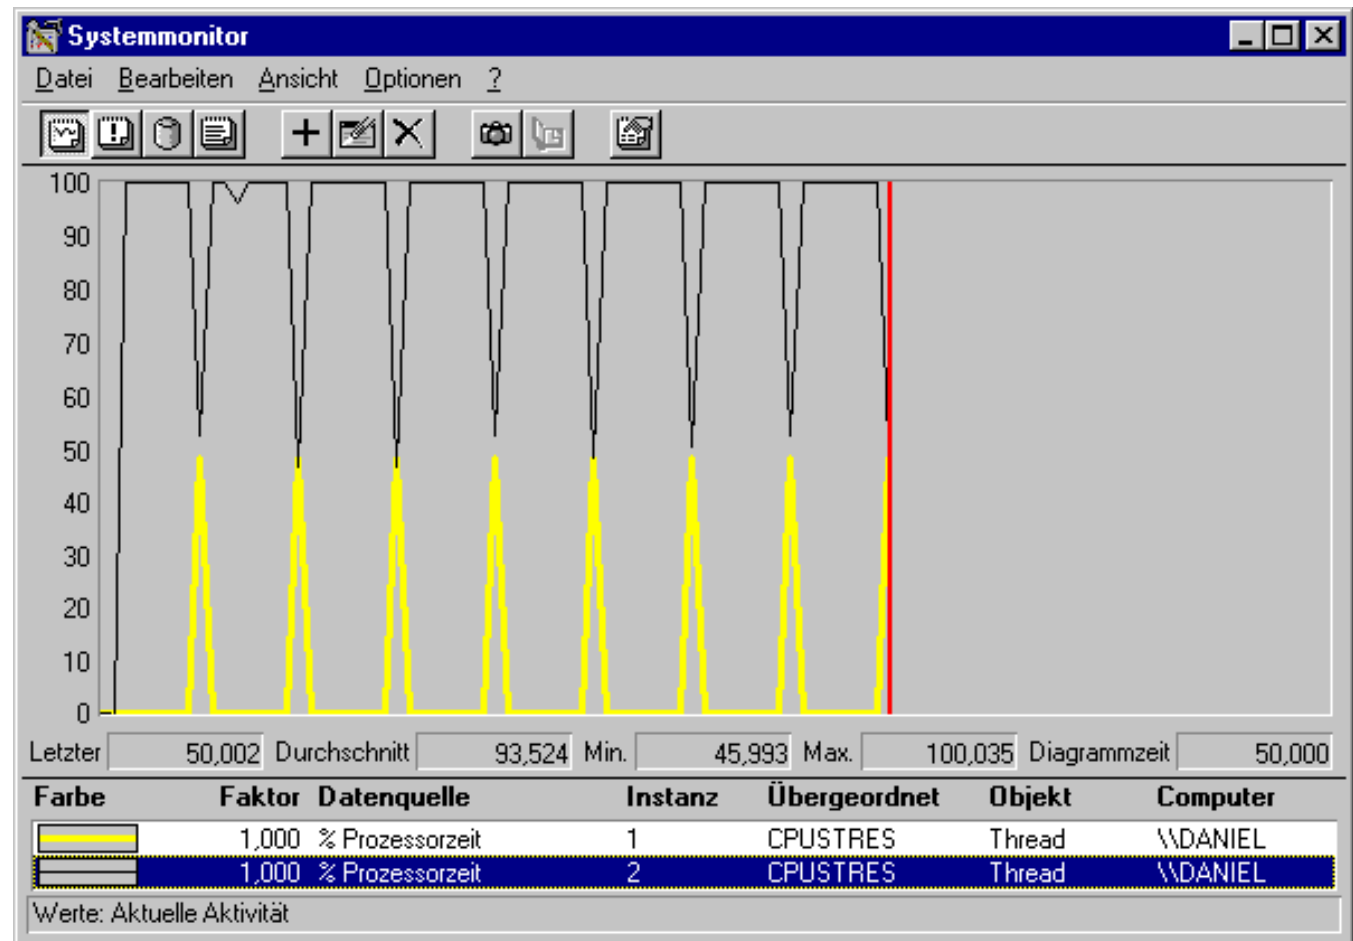 Systemmonitor
Datei Bearbeiten Ansicht Optionen ?
100
90
80
70
60
50
40
30
20
10
0
Letzter 50,002 Durchschnitt 93,524 Min. 45,993 Max. 100,035 Diagrammzeit 50,000
Farbe Faktor Datenquelle Instanz Übergeordnet Objekt Computer
1,000 % Prozessorzeit 1 CPUSTRES Thread \\DANIEL
1,000 % Prozessorzeit 2 CPUSTRES Thread \\DANIEL
Werte: Aktuelle Aktivität